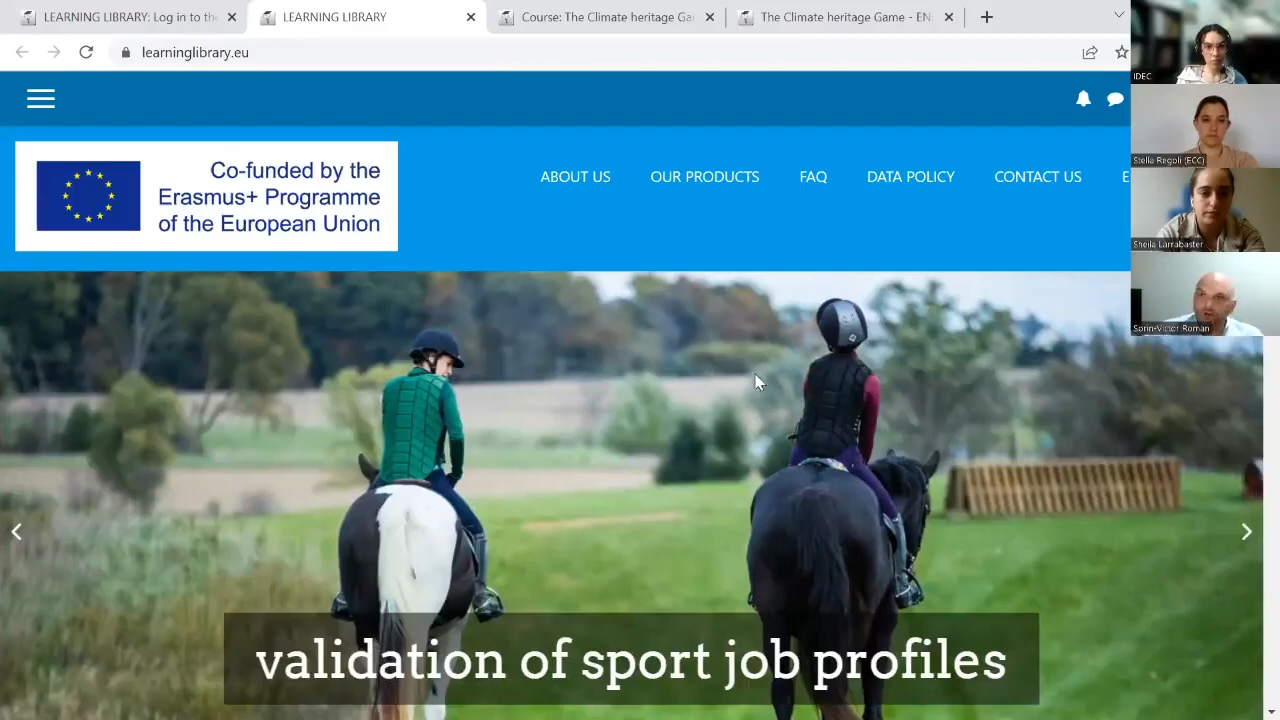 LEARNING LIBRARY: Log in to th
LEARNING LIBRARY
Course: The Climate heritage Ga
The Climate heritage Game - EN
learninglibrary.eu
IDEC
Stella Regoli (ECC)
Sheila Larrabaster
Sorin-Victor Roman
Co-funded by the
Erasmus+ Programme
of the European Union
ABOUT US
OUR PRODUCTS
FAQ
DATA POLICY
CONTACT US
E
validation of sport job profiles